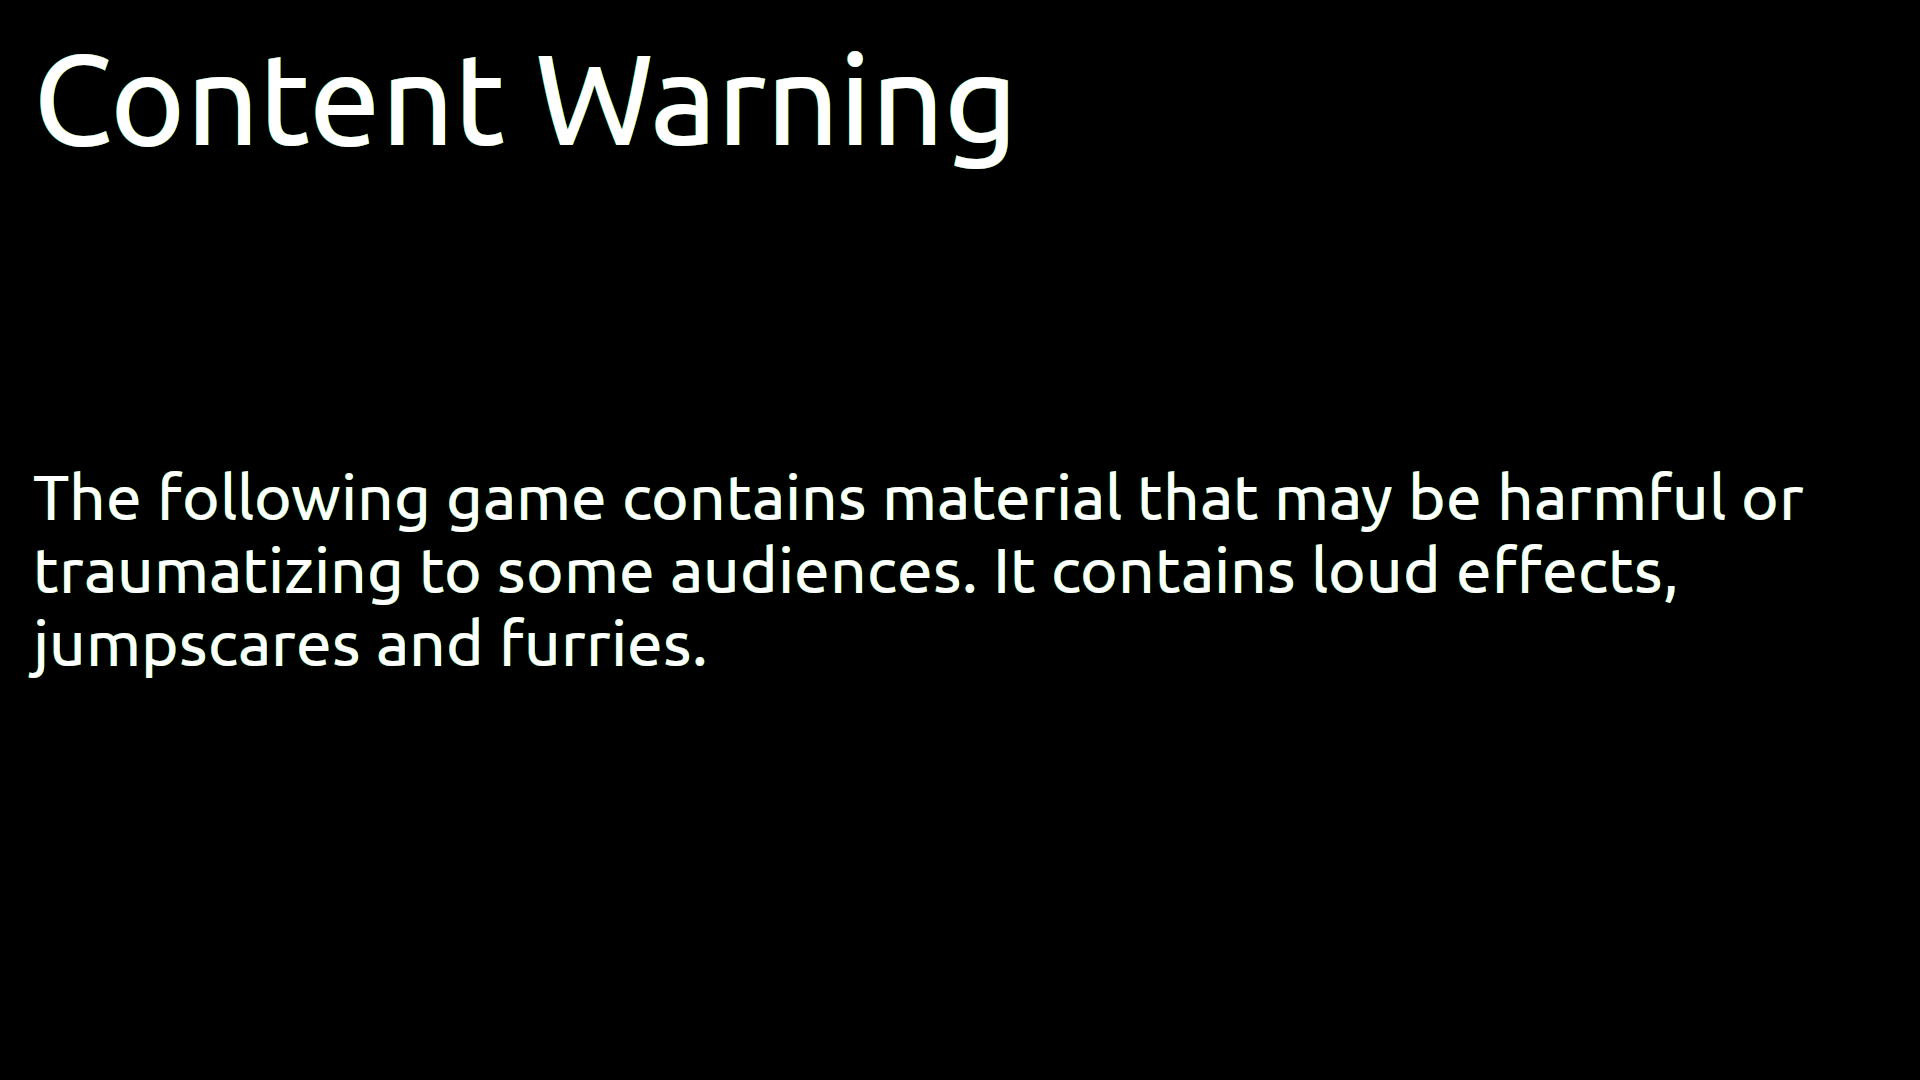 Content Warning
The following game contains material that may be harmful or
traumatizing to some audiences. It contains loud effects,
jumpscares and furries.